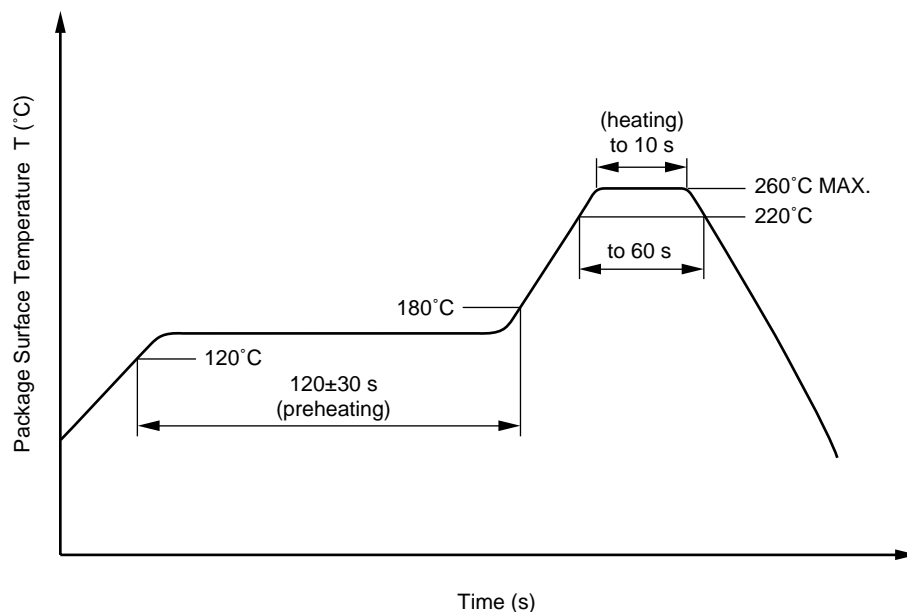 Package Surface Temperature T (˚C)
(heating)
to 10 s
260˚C MAX.
220˚C
to 60 s
180˚C
120˚C
120±30 s
(preheating)
Time (s)